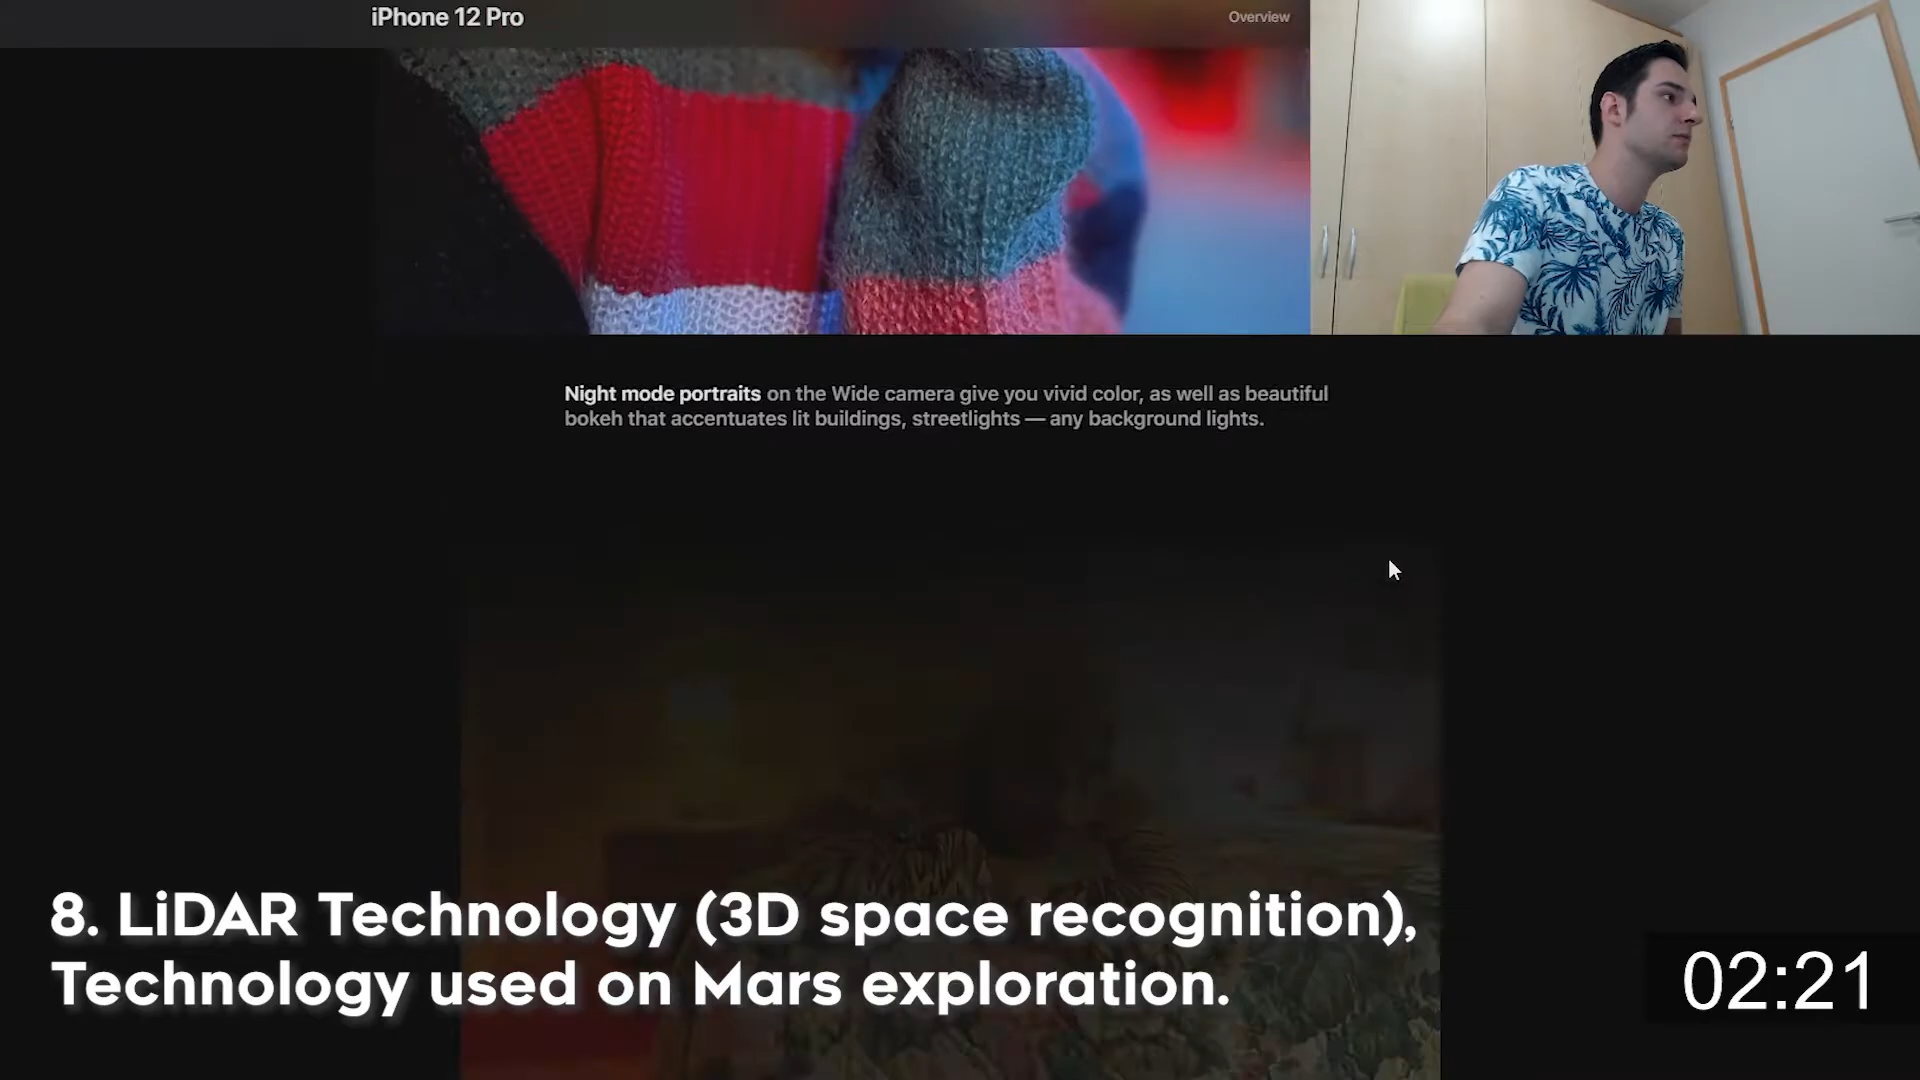 iPhone 12 Pro
Overview
Night mode portraits on the Wide camera give you vivid color, as well as beautiful
bokeh that accentuates lit buildings, streetlights — any background lights.
8. LiDAR Technology (3D space recognition),
Technology used on Mars exploration.
02:21